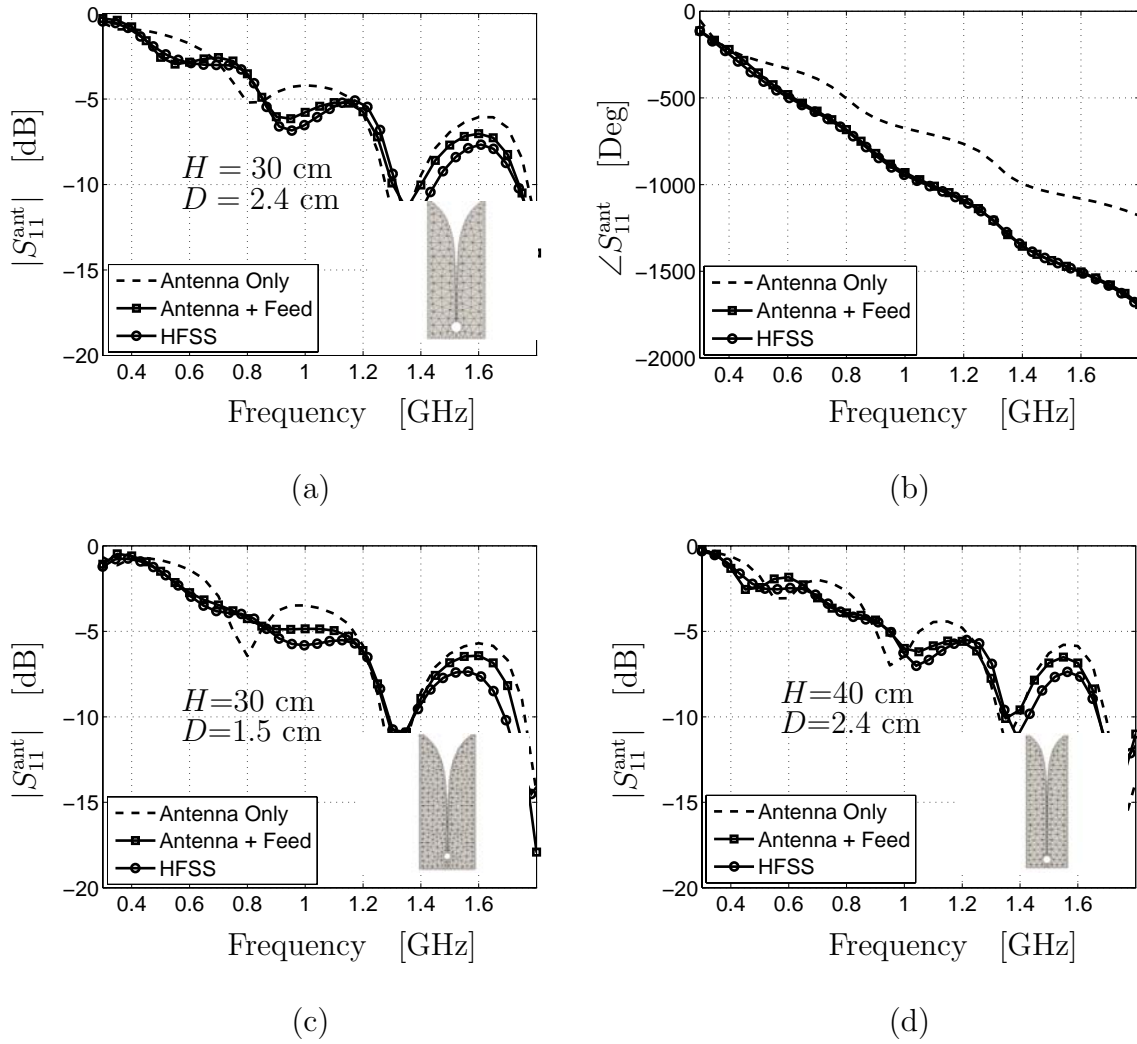 0
−5
−10
−15
−20
|S₁₁ᵃⁿᵗ| [dB]
H = 30 cm
D = 2.4 cm
Antenna Only
Antenna + Feed
HFSS
0.4 0.6 0.8 1 1.2 1.4 1.6
Frequency [GHz]
(a)
0
−500
−1000
−1500
−2000
∠S₁₁ᵃⁿᵗ [Deg]
Antenna Only
Antenna + Feed
HFSS
0.4 0.6 0.8 1 1.2 1.4 1.6
Frequency [GHz]
(b)
0
−5
−10
−15
−20
|S₁₁ᵃⁿᵗ| [dB]
H=30 cm
D=1.5 cm
Antenna Only
Antenna + Feed
HFSS
0.4 0.6 0.8 1 1.2 1.4 1.6
Frequency [GHz]
(c)
0
−5
−10
−15
−20
|S₁₁ᵃⁿᵗ| [dB]
H=40 cm
D=2.4 cm
Antenna Only
Antenna + Feed
HFSS
0.4 0.6 0.8 1 1.2 1.4 1.6
Frequency [GHz]
(d)